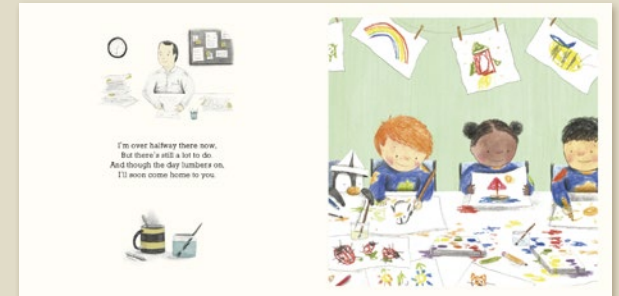 I'm over halfway there now,
But there's still a lot to do.
And though the day lumbers on,
I'll soon come home to you.